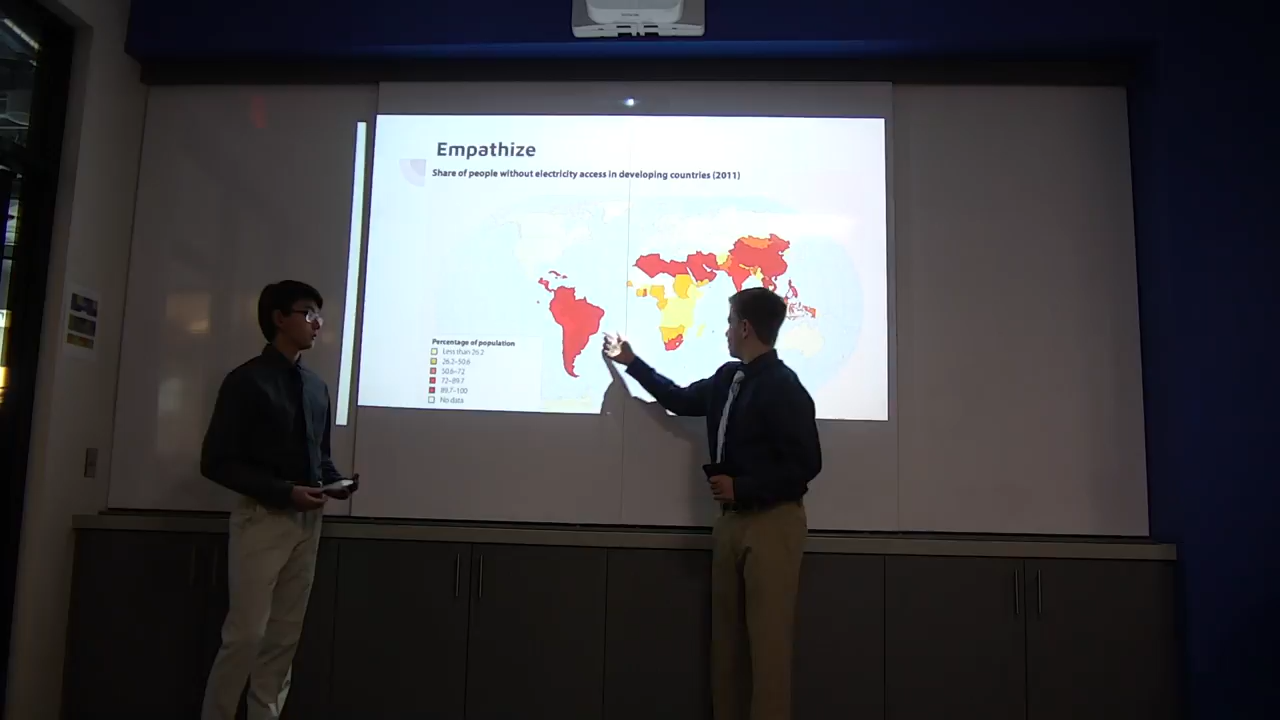 Empathize
Share of people without electricity access in developing countries (2011)
Percentage of population
Less than 26.2
26.2–50.6
50.6–72
72–89.7
89.7–100
No data